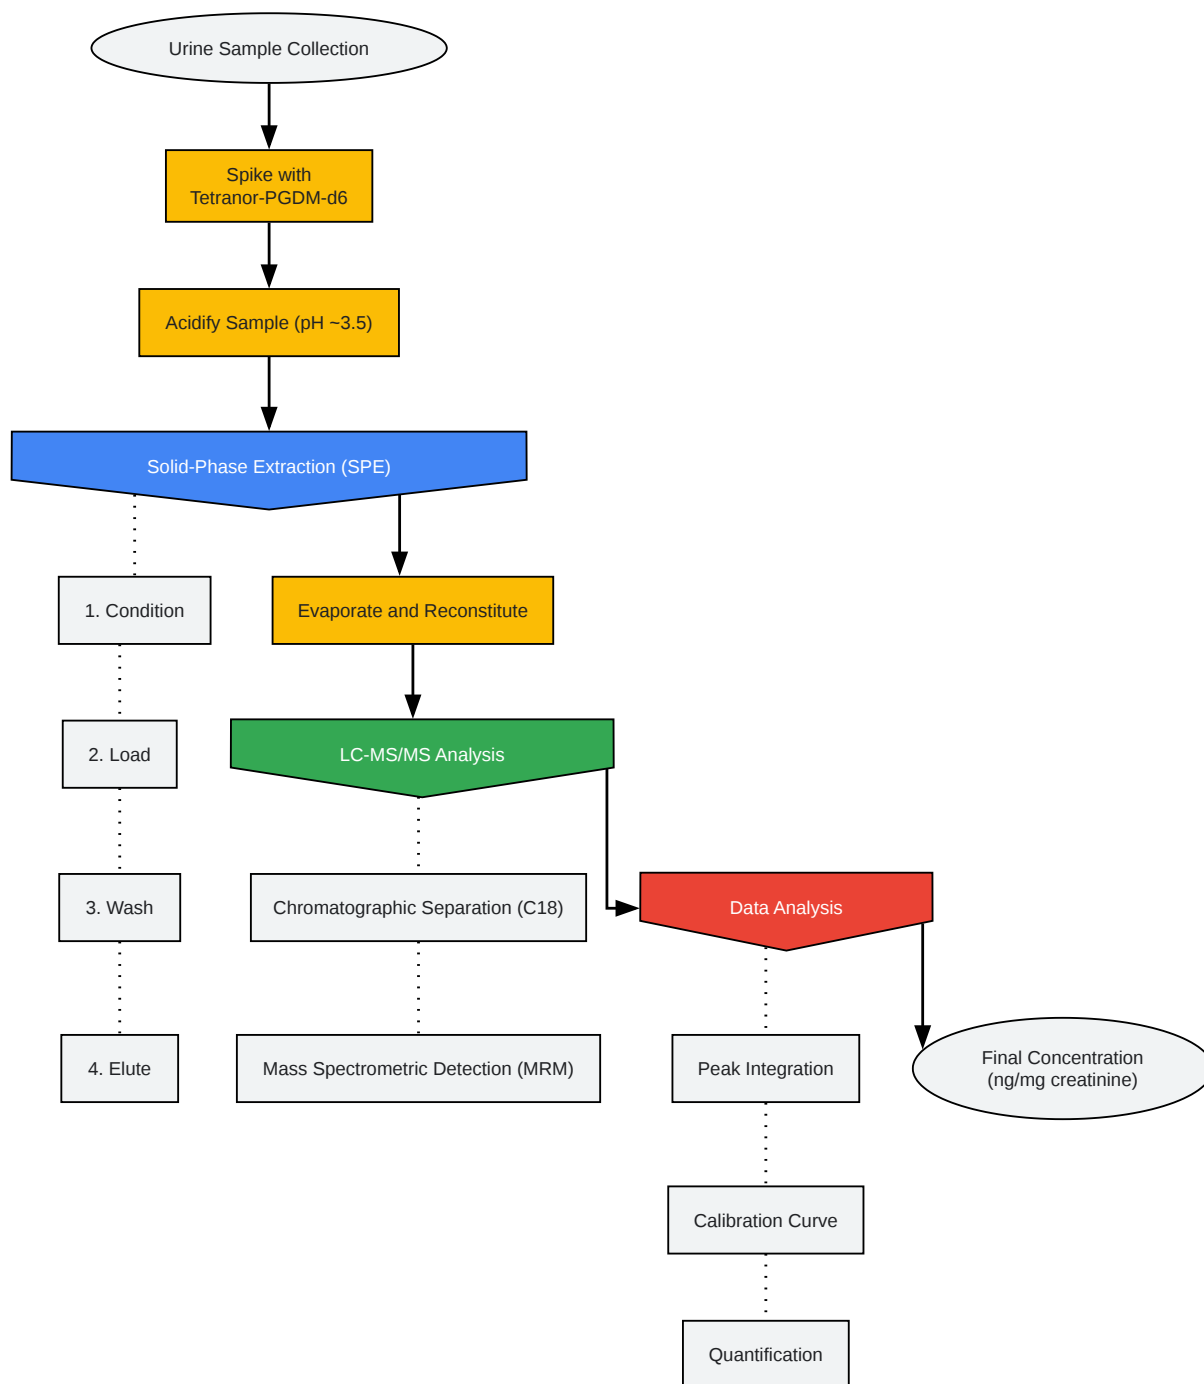 Urine Sample Collection
Spike with
Tetranor-PGDM-d6
Acidify Sample (pH ~3.5)
Solid-Phase Extraction (SPE)
1. Condition
Evaporate and Reconstitute
2. Load
LC-MS/MS Analysis
3. Wash
Chromatographic Separation (C18)
Data Analysis
4. Elute
Mass Spectrometric Detection (MRM)
Peak Integration
Final Concentration
(ng/mg creatinine)
Calibration Curve
Quantification